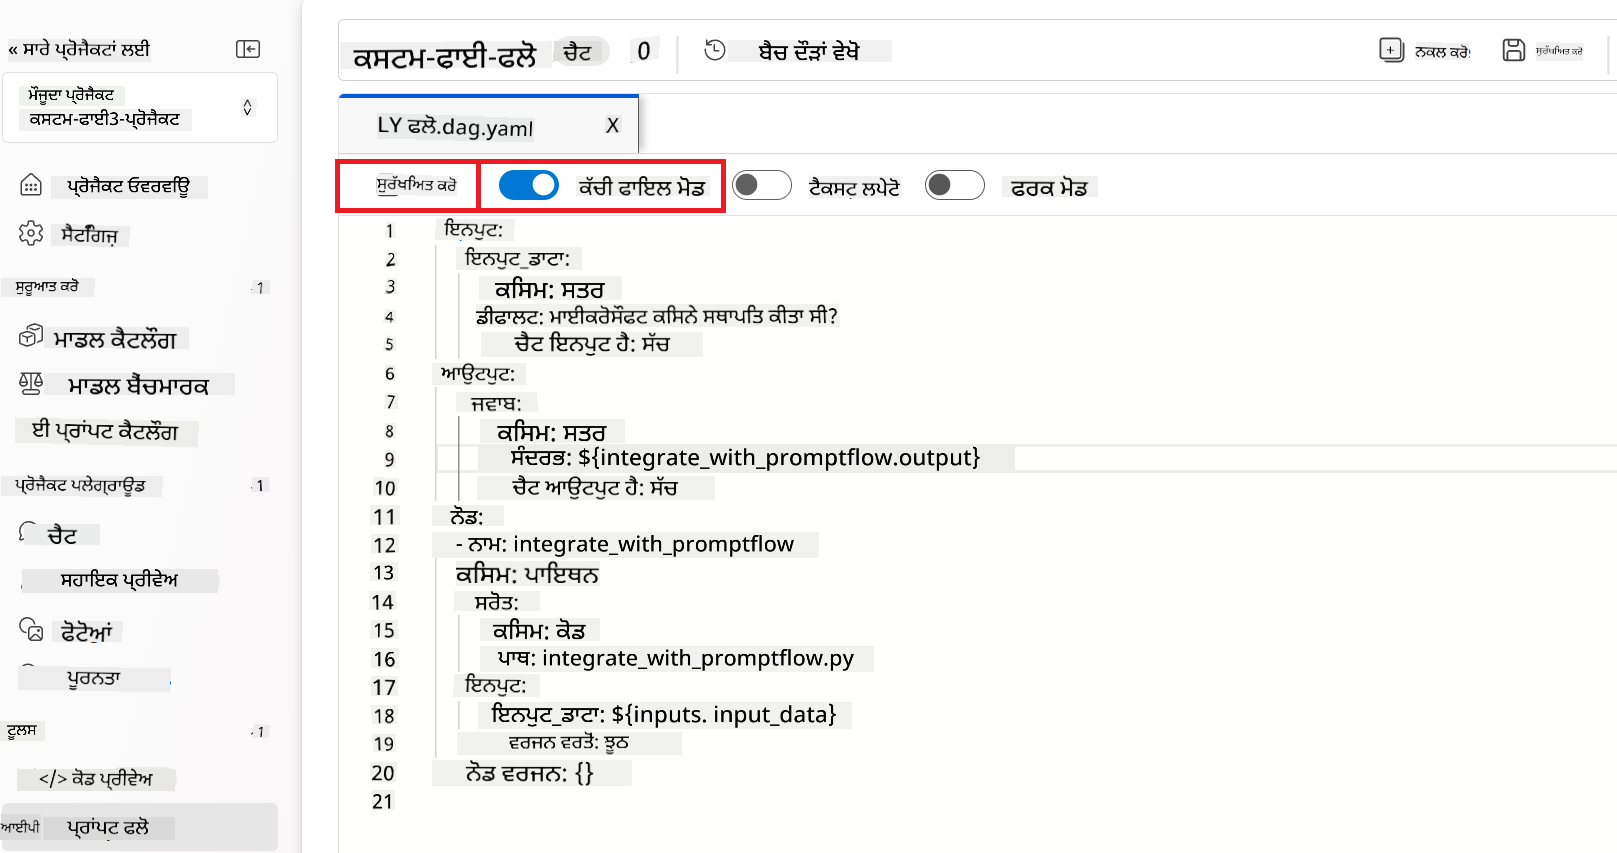 « ਸਾਰੇ ਪ੍ਰੋਜੈਕਟਾਂ ਲਈ
ਮੌਜੂਦਾ ਪ੍ਰੋਜੈਕਟ
ਕਸਟਮ-ਫਾਈ3-ਪ੍ਰੋਜੈਕਟ
ਪ੍ਰੋਜੈਕਟ ਓਵਰਵਿਊ
ਸੈਟਿੰਗਜ਼
ਸ਼ੁਰੂਆਤ ਕਰੋ 1
ਮਾਡਲ ਕੈਟਲੌਗ
ਮਾਡਲ ਬੈਂਚਮਾਰਕ
ਈ ਪ੍ਰਾਂਪਟ ਕੈਟਲੌਗ
ਪ੍ਰੋਜੈਕਟ ਪਲੇਗ੍ਰਾਊਂਡ 1
ਚੈਟ
ਸਹਾਇਕ ਪ੍ਰੀਵੇਅ
ਫੋਟੋਆਂ
ਪੂਰਨਤਾ
ਟੂਲਸ 1
</> ਕੋਡ ਪ੍ਰੀਵੇਅ
ਆਈਪੀ ਪ੍ਰਾਂਪਟ ਫਲੋ
ਕਸਟਮ-ਫਾਈ-ਫਲੋ ਚੈਟ 0 ਬੈਚ ਦੌੜਾਂ ਵੇਖੋ ਨਕਲ ਕਰੋ ਸੁਰੱਖਿਅਤ ਕਰੋ
LY ਫਲੋ.dag.yaml X
ਸੁਰੱਖਿਅਤ ਕਰੋ ਕੱਚੀ ਫਾਇਲ ਮੋਡ ਟੈਕਸਟ ਲਪੇਟੋ ਫਰਕ ਮੋਡ
1 ਇਨਪੁਟ:
2 ਇਨਪੁਟ_ਡਾਟਾ:
3 ਕਿਸਮ: ਸਤਰ
4 ਡੀਫਾਲਟ: ਮਾਈਕਰੋਸੌਫਟ ਕਿਸਨੇ ਸਥਾਪਤਿ ਕੀਤਾ ਸੀ?
5 ਚੈਟ ਇਨਪੁਟ ਹੈ: ਸੱਚ
6 ਆਉਟਪੁਟ:
7 ਜਵਾਬ:
8 ਕਿਸਮ: ਸਤਰ
9 ਸੰਦਰਭ: ${integrate_with_promptflow.output}
10 ਚੈਟ ਆਉਟਪੁਟ ਹੈ: ਸੱਚ
11 ਨੋਡ:
12 - ਨਾਮ: integrate_with_promptflow
13 ਕਿਸਮ: ਪਾਇਥਨ
14 ਸਰੋਤ:
15 ਕਿਸਮ: ਕੋਡ
16 ਪਾਥ: integrate_with_promptflow.py
17 ਇਨਪੁਟ:
18 ਇਨਪੁਟ_ਡਾਟਾ: ${inputs. input_data}
19 ਵਰਜਨ ਵਰਤੋਂ: ਝੂਠ
20 ਨੋਡ ਵਰਜਨ: {}
21